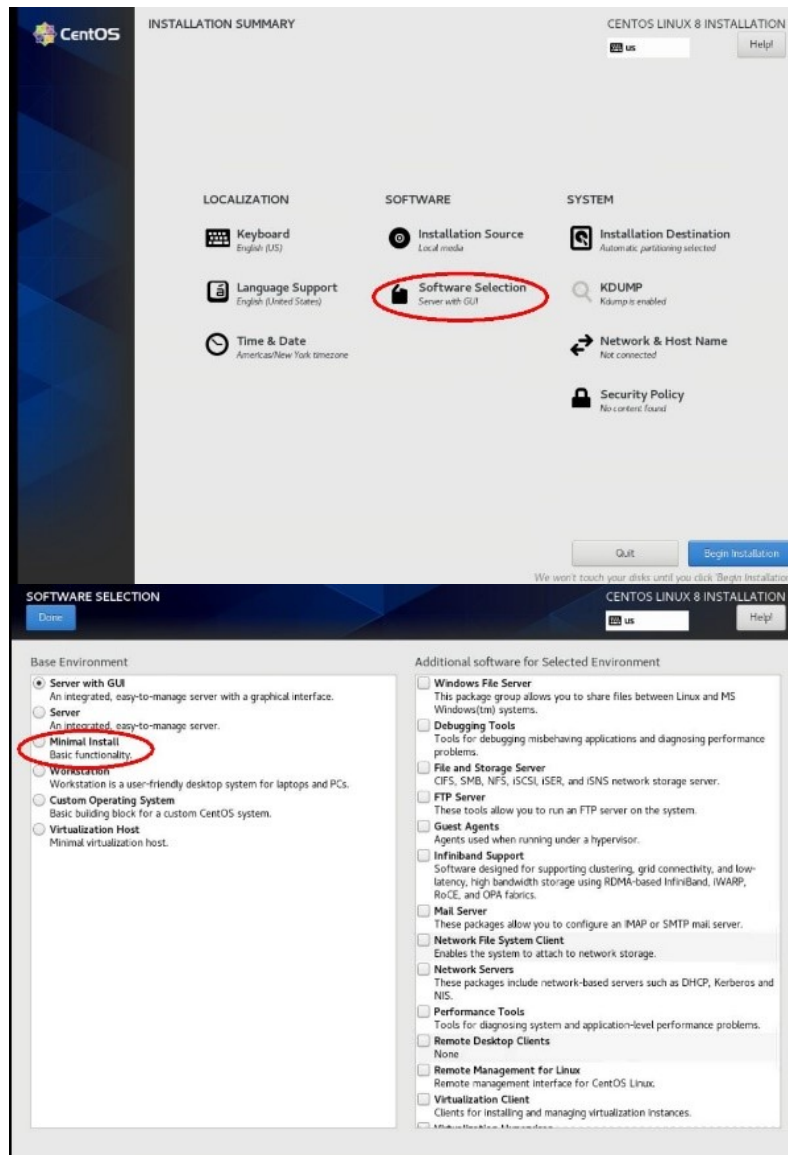 CentOS
INSTALLATION SUMMARY
CENTOS LINUX 8 INSTALLATION
us
Help!
LOCALIZATION
Keyboard
English (US)
Language Support
English (United States)
Time & Date
Americas/New York timezone
SOFTWARE
Installation Source
Local media
Software Selection
Server with GUI
SYSTEM
Installation Destination
Automatic partitioning selected
KDUMP
Kdump is enabled
Network & Host Name
Not connected
Security Policy
No content found
Quit
Begin Installation
We won't touch your disks until you click 'Begin Installation
SOFTWARE SELECTION
Done
CENTOS LINUX 8 INSTALLATION
us
Help!
Base Environment
Server with GUI
An integrated, easy-to-manage server with a graphical interface.
Server
An integrated, easy-to-manage server.
Minimal Install
Basic functionality.
Workstation
Workstation is a user-friendly desktop system for laptops and PCs.
Custom Operating System
Basic building block for a custom CentOS system.
Virtualization Host
Minimal virtualization host.
Additional software for Selected Environment
Windows File Server
This package group allows you to share files between Linux and MS
Windows(tm) systems.
Debugging Tools
Tools for debugging misbehaving applications and diagnosing performance
problems.
File and Storage Server
CIFS, SMB, NFS, iSCSI, iSER, and iSNS network storage server.
FTP Server
These tools allow you to run an FTP server on the system.
Guest Agents
Agents used when running under a hypervisor.
Infiniband Support
Software designed for supporting clustering, grid connectivity, and low-
latency, high bandwidth storage using RDMA-based InfiniBand, iWARP,
RoCE, and OPA fabrics.
Mail Server
These packages allow you to configure an IMAP or SMTP mail server.
Network File System Client
Enables the system to attach to network storage.
Network Servers
These packages include network-based servers such as DHCP, Kerberos and
NIS.
Performance Tools
Tools for diagnosing system and application-level performance problems.
Remote Desktop Clients
None
Remote Management for Linux
Remote management interface for CentOS Linux.
Virtualization Client
Clients for installing and managing virtualization instances.